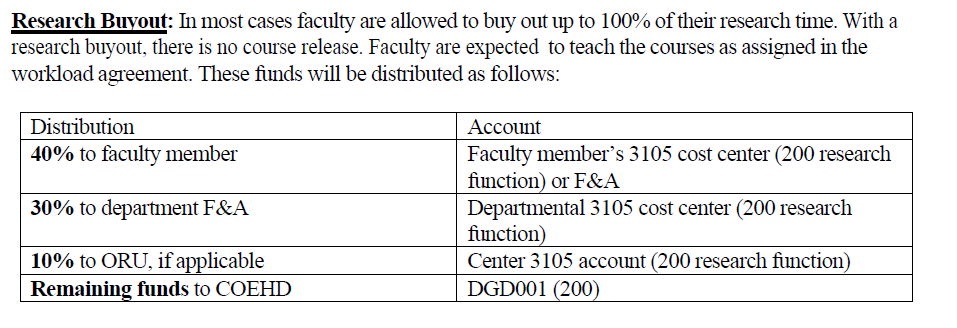 Research Buyout: In most cases faculty are allowed to buy out up to 100% of their research time. With a
research buyout, there is no course release. Faculty are expected to teach the courses as assigned in the
workload agreement. These funds will be distributed as follows:
Distribution
Account
40% to faculty member
Faculty member’s 3105 cost center (200 research
function) or F&A
30% to department F&A
Departmental 3105 cost center (200 research
function)
10% to ORU, if applicable
Center 3105 account (200 research function)
Remaining funds to COEHD
DGD001 (200)